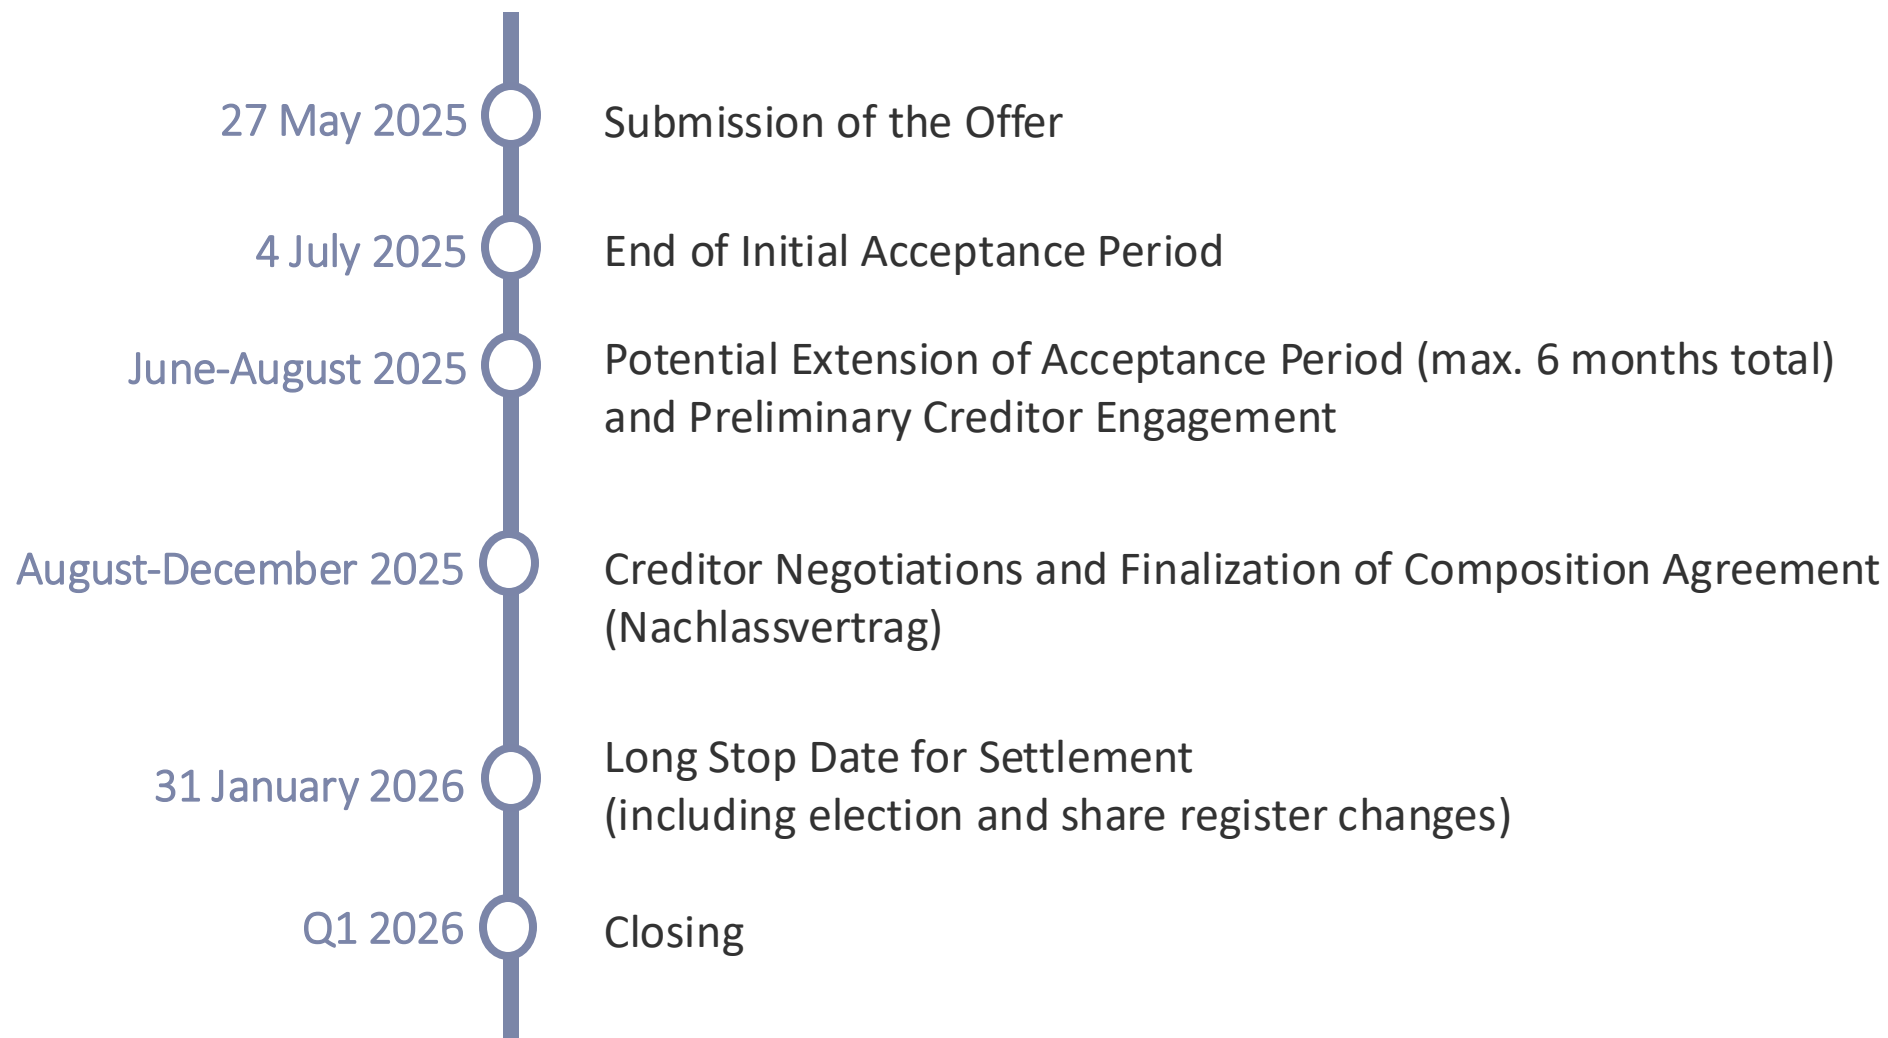 27 May 2025
Submission of the Offer
4 July 2025
End of Initial Acceptance Period
June-August 2025
Potential Extension of Acceptance Period (max. 6 months total)
and Preliminary Creditor Engagement
August-December 2025
Creditor Negotiations and Finalization of Composition Agreement
(Nachlassvertrag)
31 January 2026
Long Stop Date for Settlement
(including election and share register changes)
Q1 2026
Closing